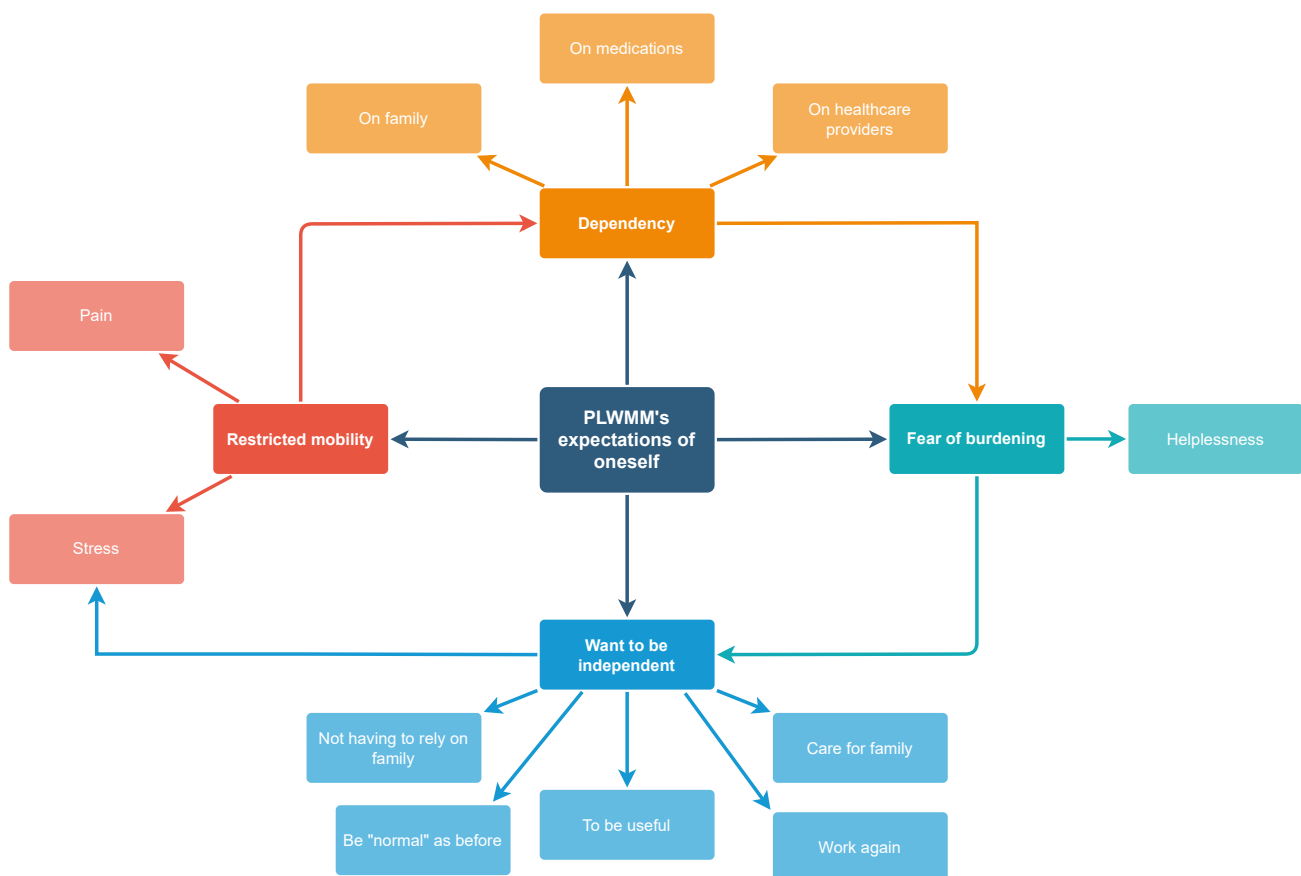 On medications
On family
On healthcare
providers
Dependency
Pain
PLWMM's
expectations of
oneself
Restricted mobility
Fear of burdening
Helplessness
Stress
Want to be
independent
Not having to rely on
family
Care for family
Be "normal" as before
To be useful
Work again